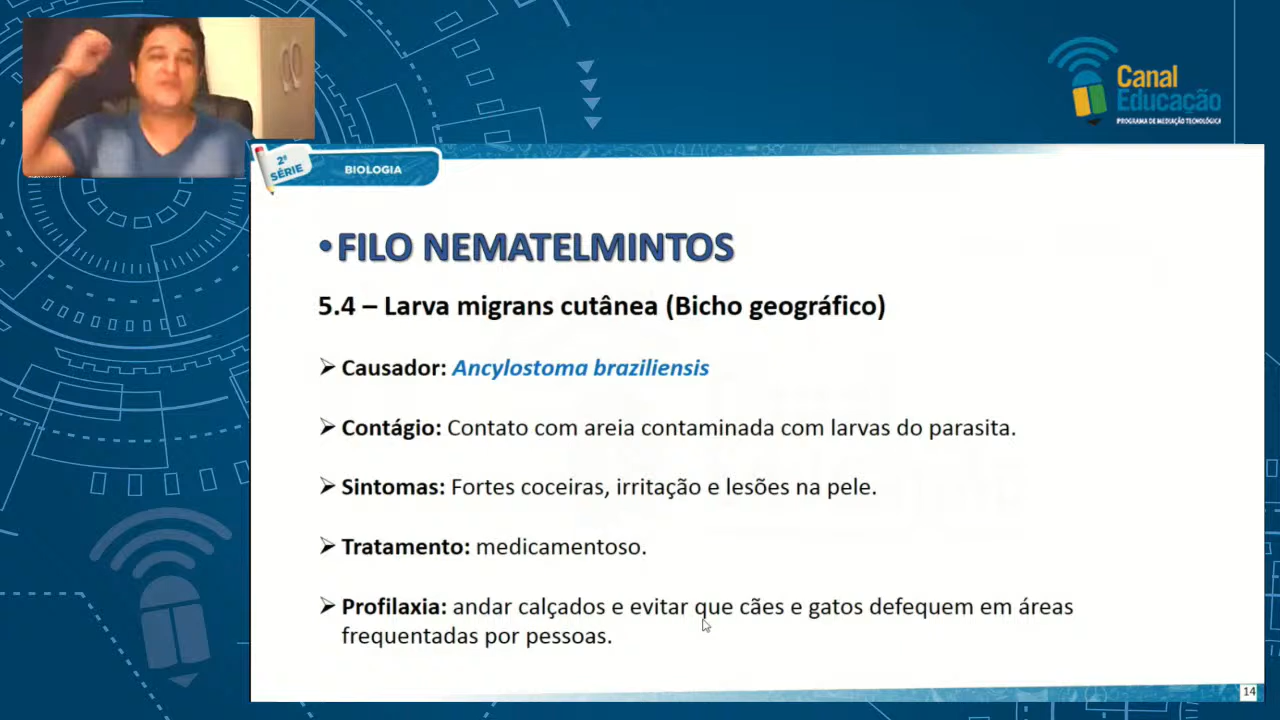 Canal
Educação
PROGRAMA DE MEDIAÇÃO TECNOLÓGICA
2ª
SÉRIE
BIOLOGIA
•FILO NEMATELMINTOS
5.4 – Larva migrans cutânea (Bicho geográfico)
➤ Causador: Ancylostoma braziliensis
➤ Contágio: Contato com areia contaminada com larvas do parasita.
➤ Sintomas: Fortes coceiras, irritação e lesões na pele.
➤ Tratamento: medicamentoso.
➤ Profilaxia: andar calçados e evitar que cães e gatos defequem em áreas
frequentadas por pessoas.
14